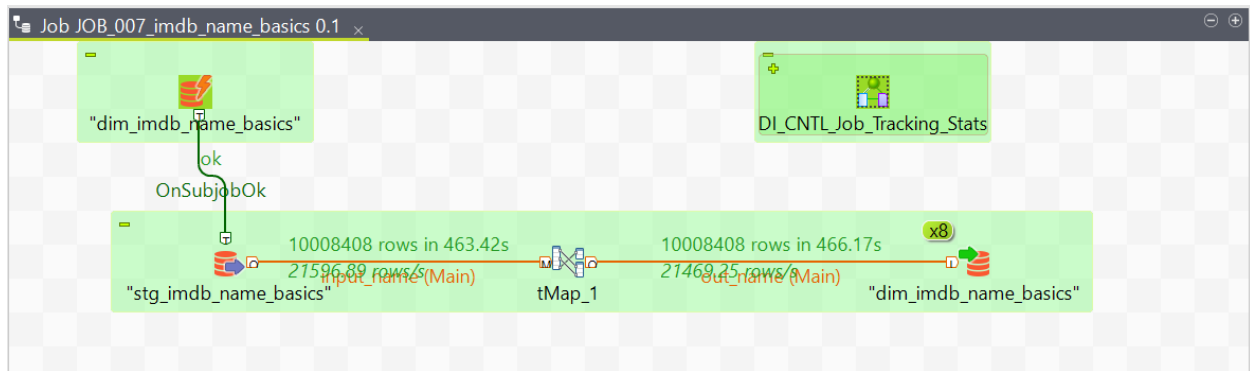 Job JOB_007_imdb_name_basics 0.1
"dim_imdb_name_basics"
DI_CNTL_Job_Tracking_Stats
T
ok
OnSubjobOk
T
x8
10008408 rows in 463.42s
10008408 rows in 466.17s
21596.89 rows/s
input_name (Main)
21469.25 rows/s
out_name (Main)
O
M
O
I
"stg_imdb_name_basics"
tMap_1
"dim_imdb_name_basics"